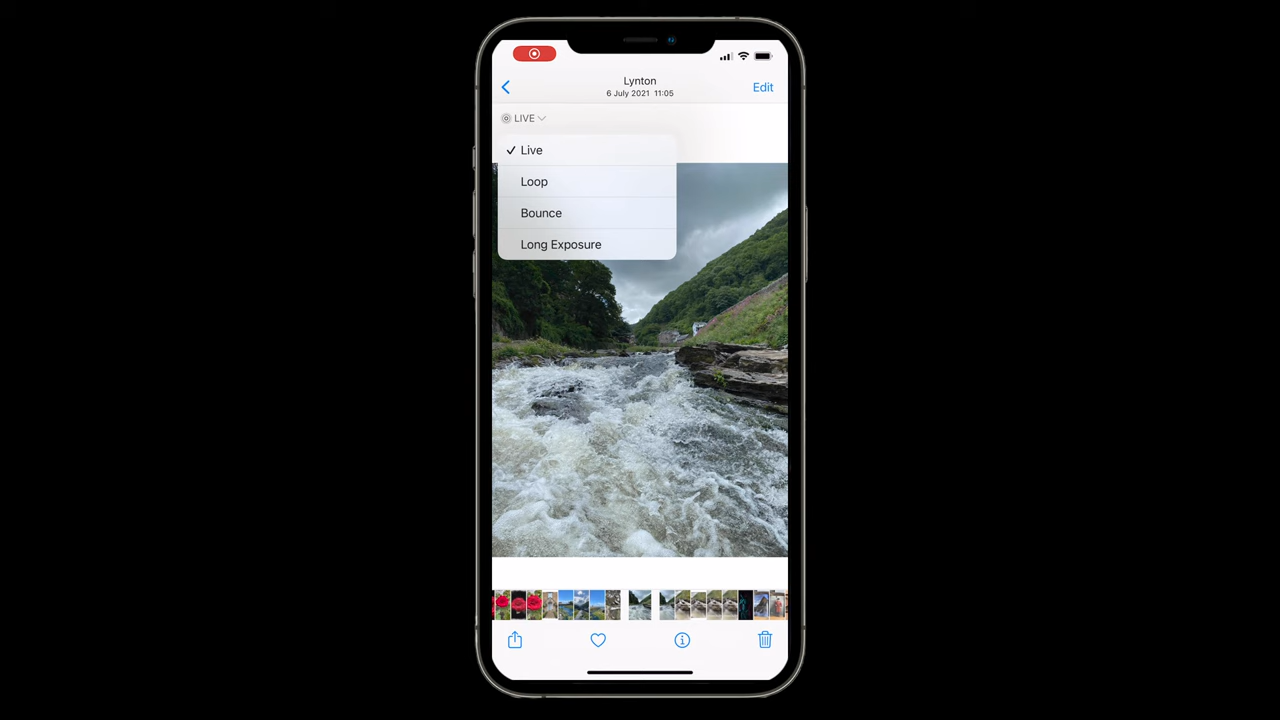 Lynton
6 July 2021 11:05
Edit
LIVE
Live
Loop
Bounce
Long Exposure